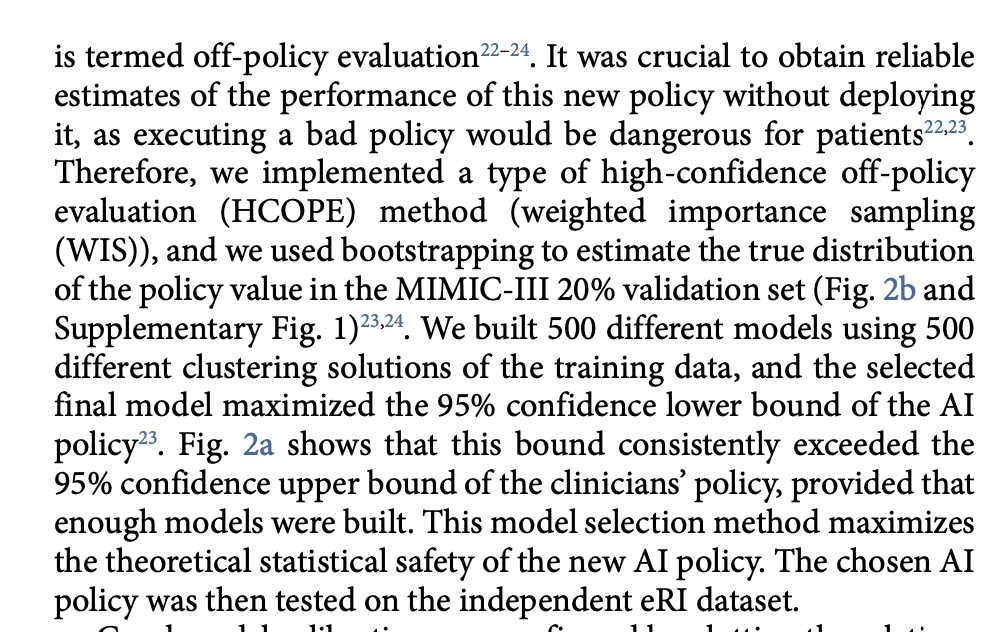 is termed off-policy evaluation22–24. It was crucial to obtain reliable
estimates of the performance of this new policy without deploying
it, as executing a bad policy would be dangerous for patients22,23.
Therefore, we implemented a type of high-confidence off-policy
evaluation (HCOPE) method (weighted importance sampling
(WIS)), and we used bootstrapping to estimate the true distribution
of the policy value in the MIMIC-III 20% validation set (Fig. 2b and
Supplementary Fig. 1)23,24. We built 500 different models using 500
different clustering solutions of the training data, and the selected
final model maximized the 95% confidence lower bound of the AI
policy23. Fig. 2a shows that this bound consistently exceeded the
95% confidence upper bound of the clinicians’ policy, provided that
enough models were built. This model selection method maximizes
the theoretical statistical safety of the new AI policy. The chosen AI
policy was then tested on the independent eRI dataset.